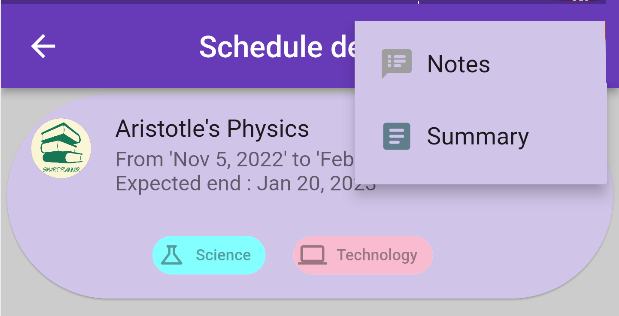 Schedule de
Notes
Summary
Aristotle's Physics
From 'Nov 5, 2022' to 'Feb
Expected end : Jan 20, 2023
Science
Technology